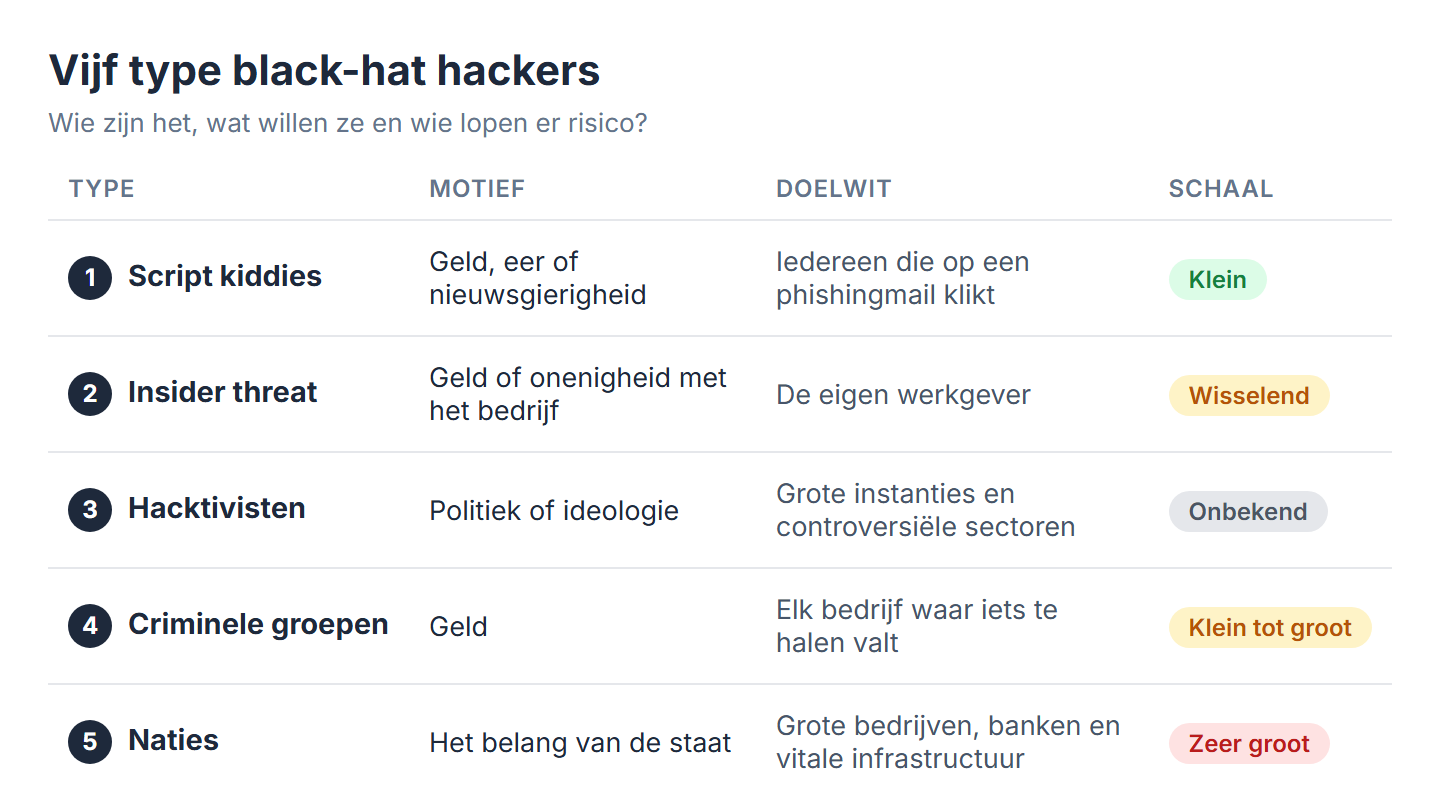 Vijf type black-hat hackers
Wie zijn het, wat willen ze en wie lopen er risico?
TYPE MOTIEF DOELWIT SCHAAL
1 Script kiddies
Geld, eer of
nieuwsgierigheid
Iedereen die op een
phishingmail klikt
Klein
2 Insider threat
Geld of onenigheid met
het bedrijf
De eigen werkgever
Wisselend
3 Hacktivisten
Politiek of ideologie
Grote instanties en
controversiële sectoren
Onbekend
4 Criminele groepen
Geld
Elk bedrijf waar iets te
halen valt
Klein tot groot
5 Naties
Het belang van de staat
Grote bedrijven, banken en
vitale infrastructuur
Zeer groot